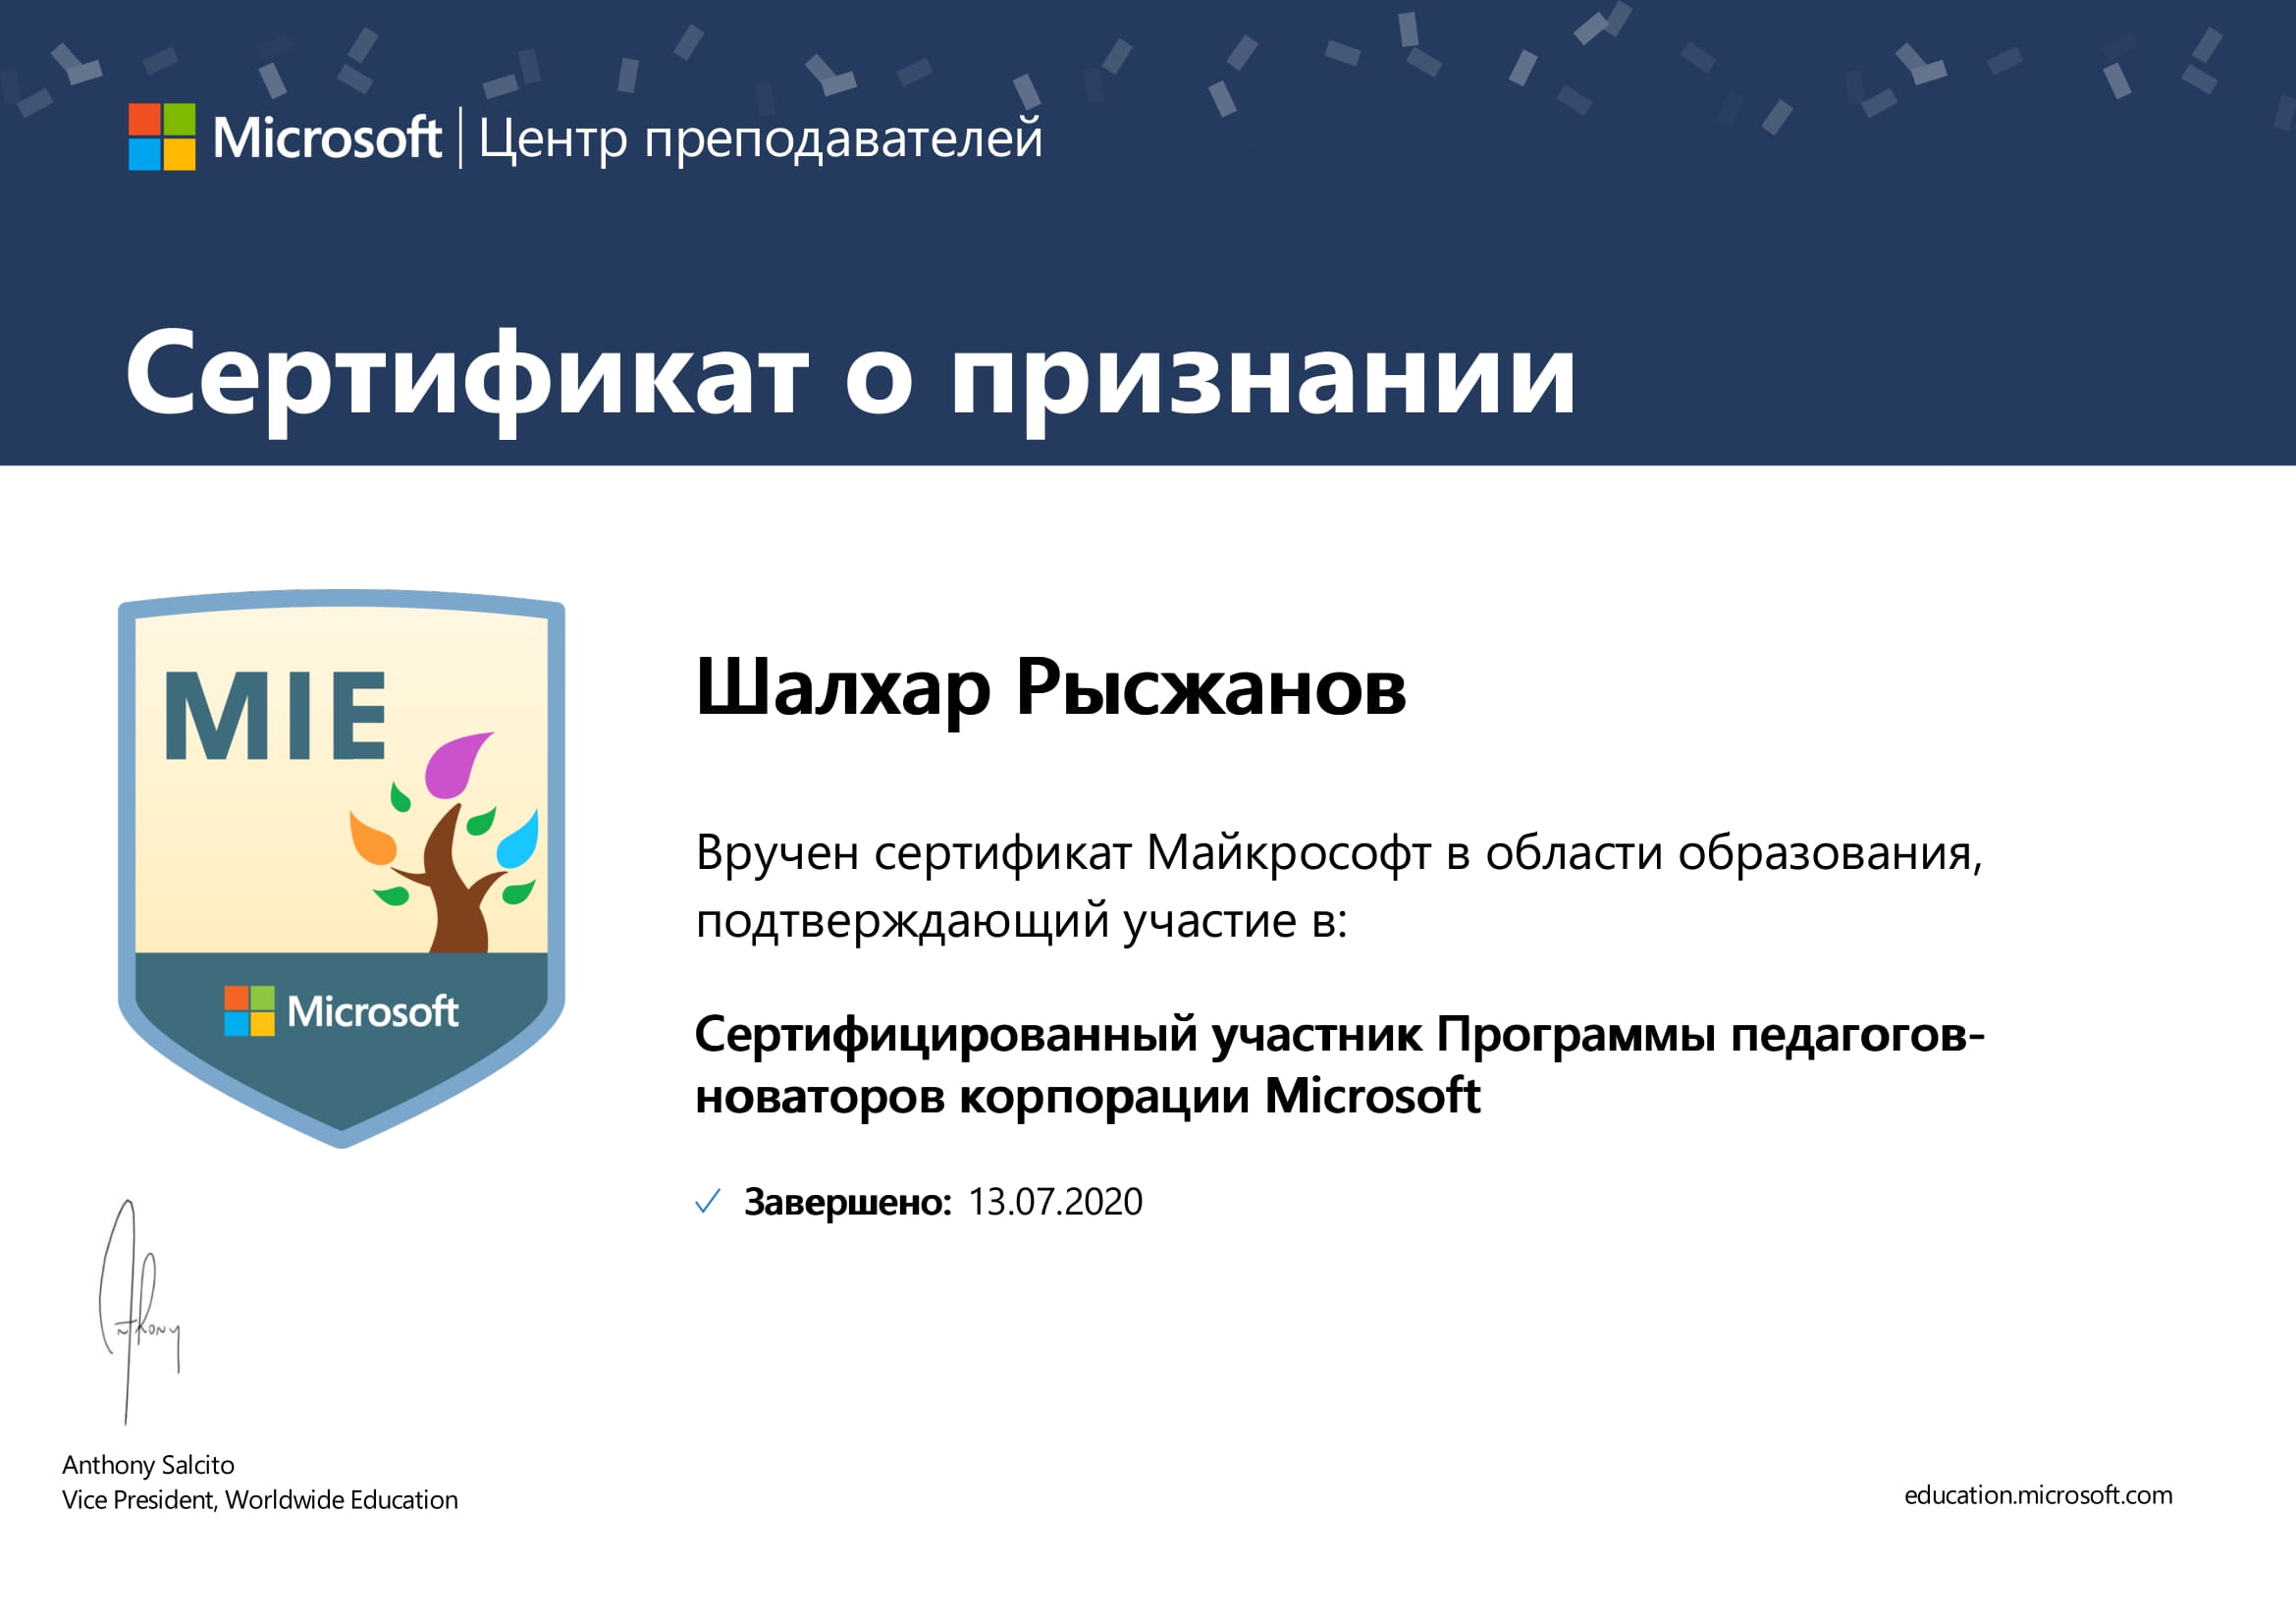 Microsoft Центр преподавателей
Сертификат о признании
MIE
Microsoft
Шалхар Рысжанов
Вручен сертификат Майкрософт в области образования,
подтверждающий участие в:
Сертифицированный участник Программы педагогов-
новаторов корпорации Microsoft
Завершено: 13.07.2020
Anthony
Anthony Salcito
Vice President, Worldwide Education
education.microsoft.com